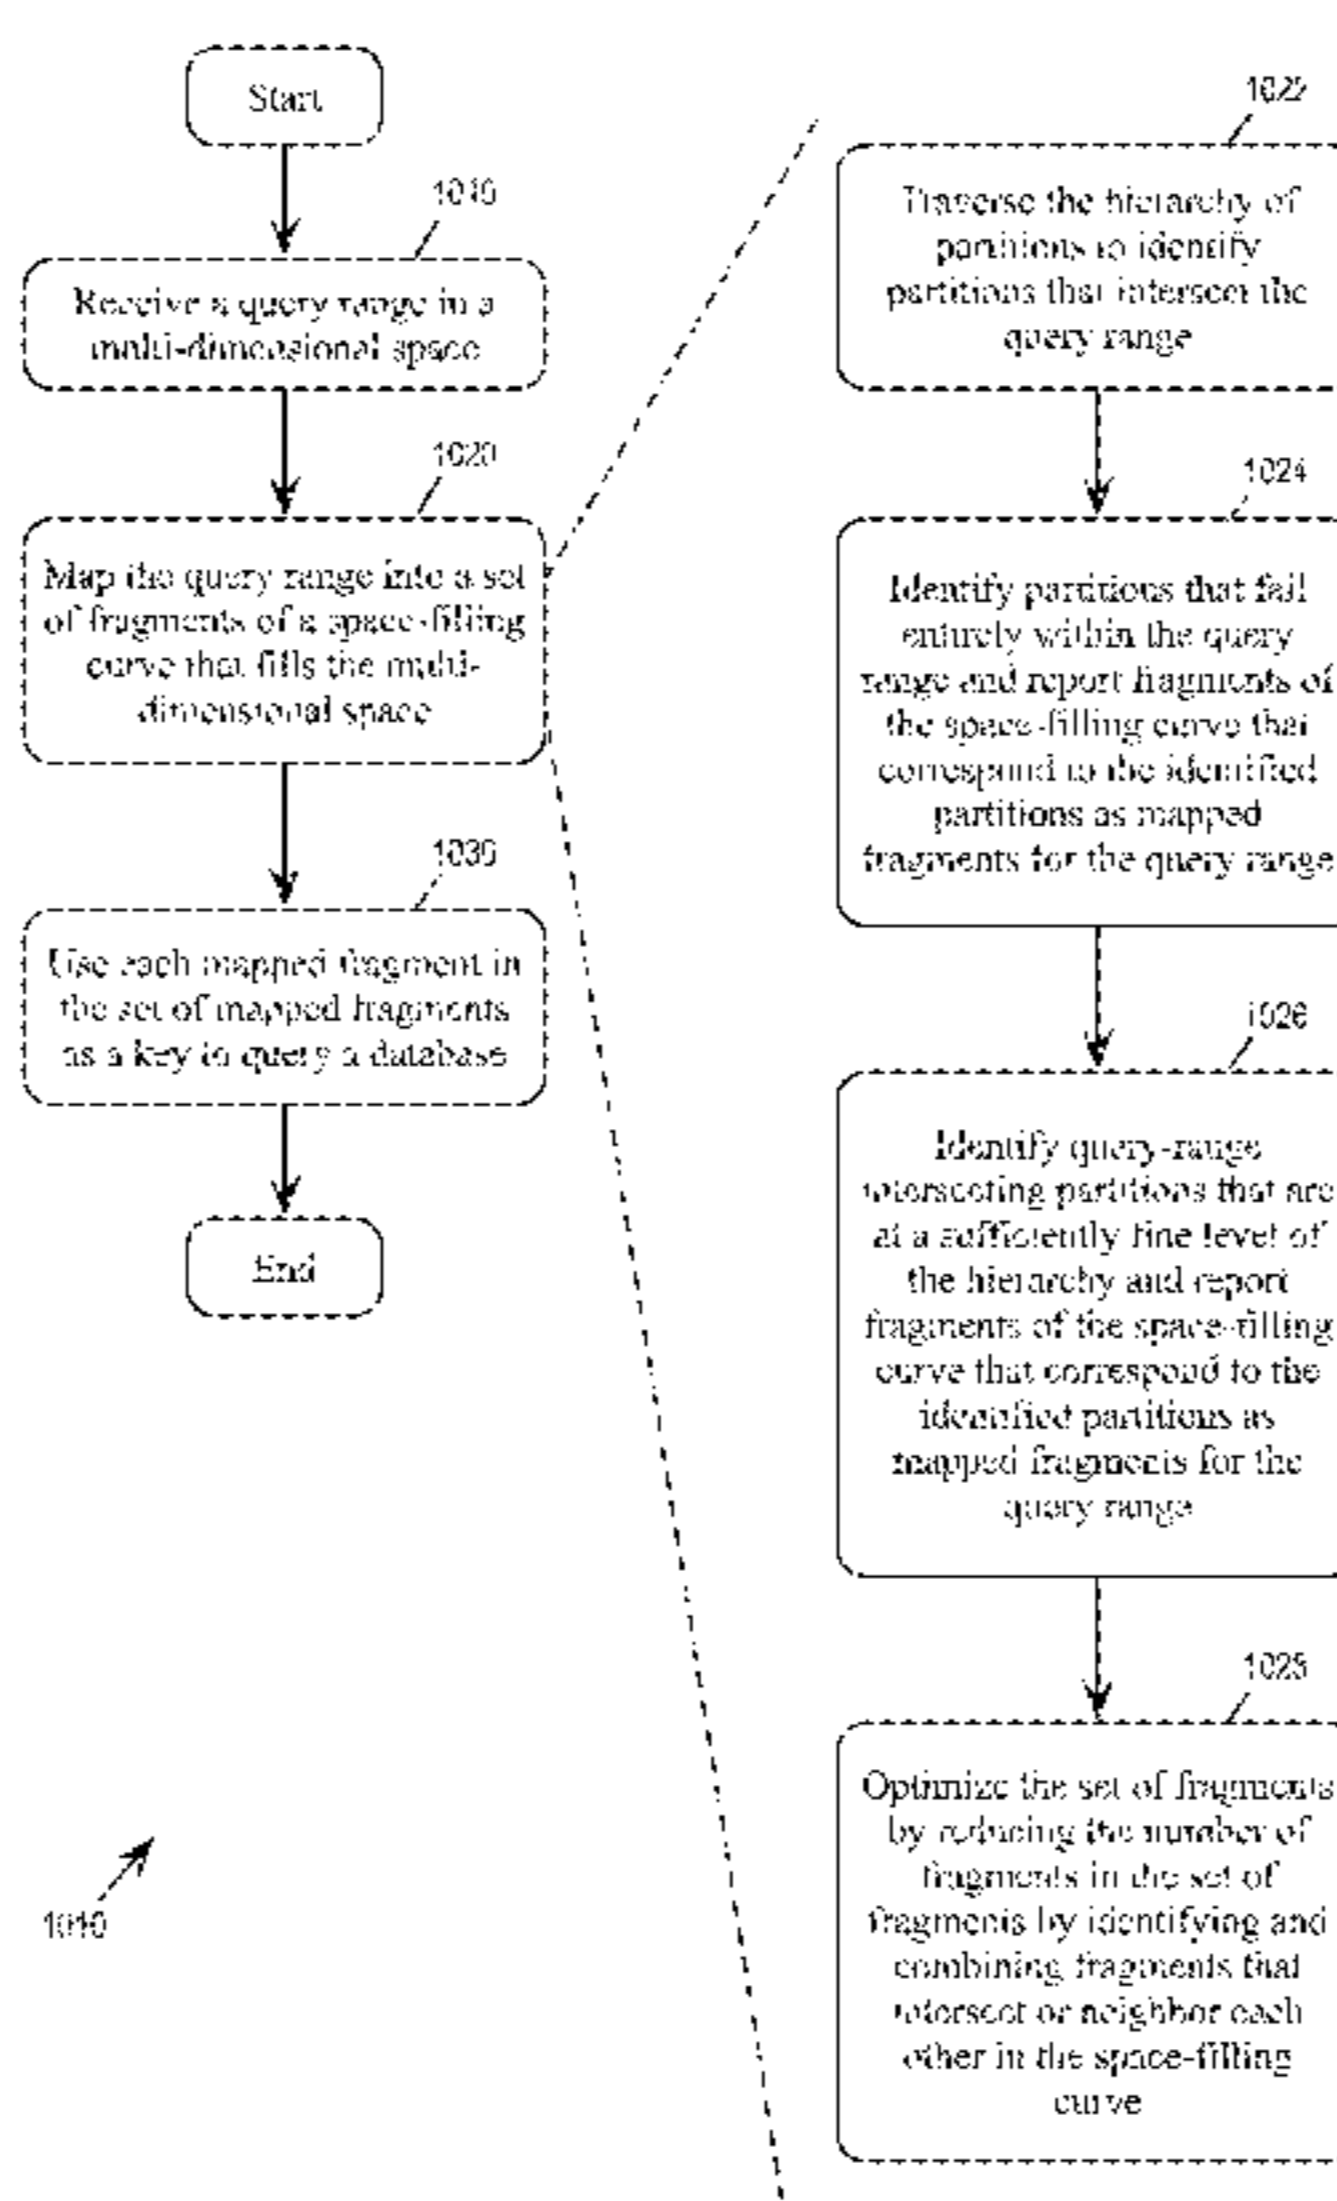 Start
1010
Receive a query range in a
multi-dimensional space
1020
Map the query range into a set
of fragments of a space-filling
curve that fills the multi-
dimensional space
1030
Use each mapped fragment in
the set of mapped fragments
as a key to query a database
End
1010
1022
Traverse the hierarchy of
partitions to identify
partitions that intersect the
query range
1024
Identify partitions that fall
entirely within the query
range and report fragments of
the space-filling curve that
correspond to the identified
partitions as mapped
fragments for the query range
1026
Identify query-range
intersecting partitions that are
at a sufficiently fine level of
the hierarchy and report
fragments of the space-filling
curve that correspond to the
identified partitions as
mapped fragments for the
query range
1028
Optimize the set of fragments
by reducing the number of
fragments in the set of
fragments by identifying and
combining fragments that
intersect or neighbor each
other in the space-filling
curve